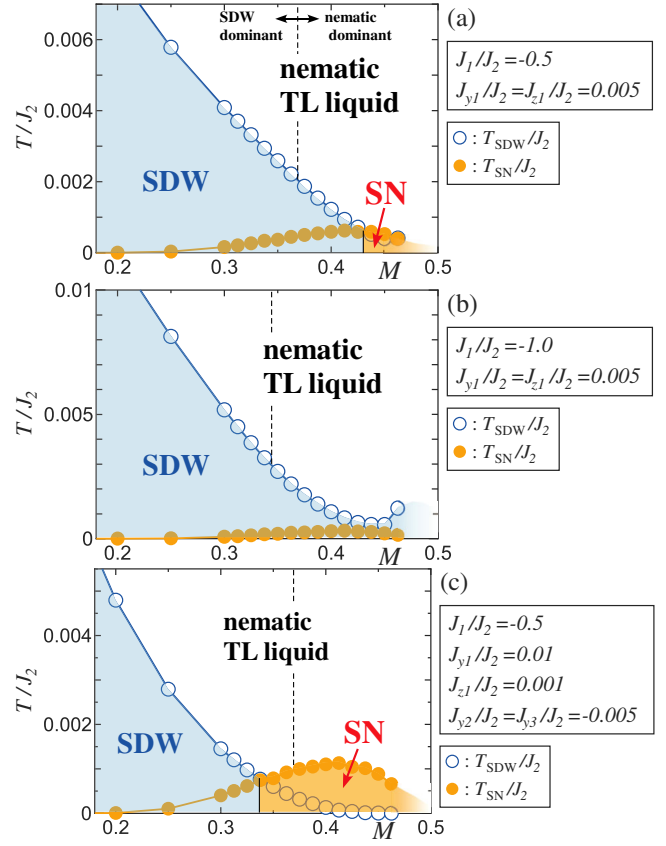 (a)
SDW nematic
dominant dominant
0.006
0.004
0.002
0
T/J2
nematic
TL liquid
SDW
SN
0.2 0.3 0.4 M 0.5
J1/J2=-0.5
Jy1/J2=Jz1/J2=0.005
: TSDW/J2
: TSN/J2
(b)
0.01
0.005
0
T/J2
nematic
TL liquid
SDW
0.2 0.3 0.4 M 0.5
J1/J2=-1.0
Jy1/J2=Jz1/J2=0.005
: TSDW/J2
: TSN/J2
(c)
0.004
0.002
0
T/J2
nematic
TL liquid
SDW
SN
0.2 0.3 0.4 M 0.5
J1/J2=-0.5
Jy1/J2=0.01
Jz1/J2=0.001
Jy2/J2=Jy3/J2=-0.005
: TSDW/J2
: TSN/J2